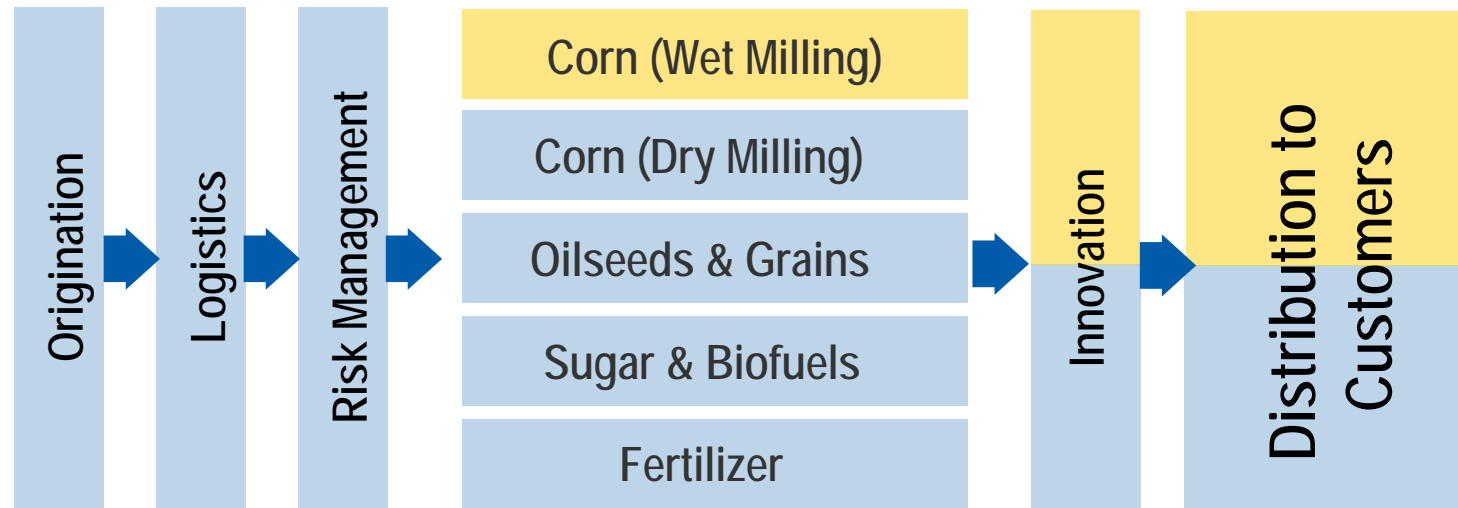 Origination
Logistics
Risk Management
Corn (Wet Milling)
Corn (Dry Milling)
Oilseeds & Grains
Sugar & Biofuels
Fertilizer
Innovation
Distribution to
Customers